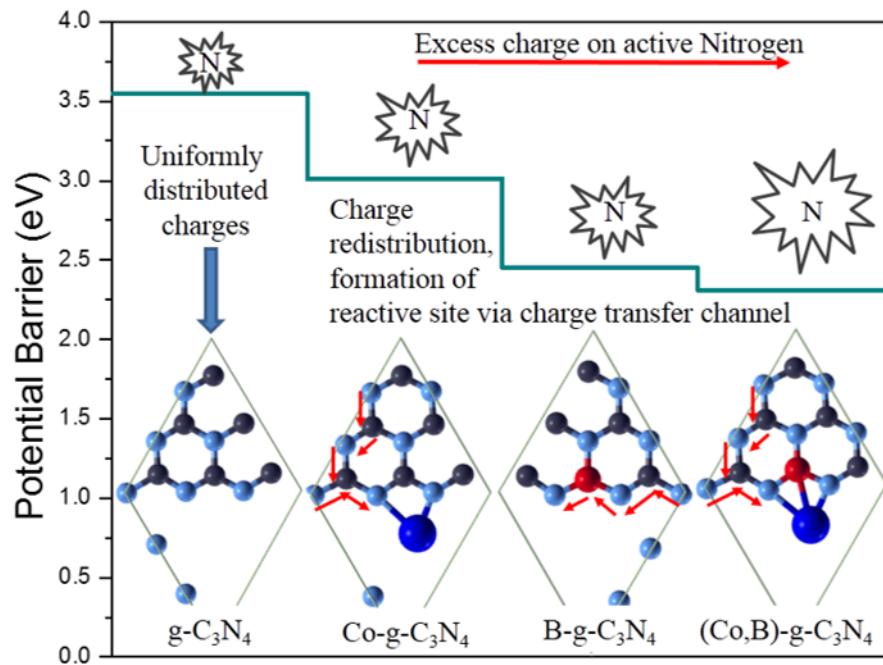 4.0
3.5
3.0
2.5
2.0
1.5
1.0
0.5
0.0
Potential Barrier (eV)
N
N
N
N
Excess charge on active Nitrogen
Uniformly
distributed
charges
Charge
redistribution,
formation of
reactive site via charge transfer channel
g-C₃N₄
Co-g-C₃N₄
B-g-C₃N₄
(Co,B)-g-C₃N₄